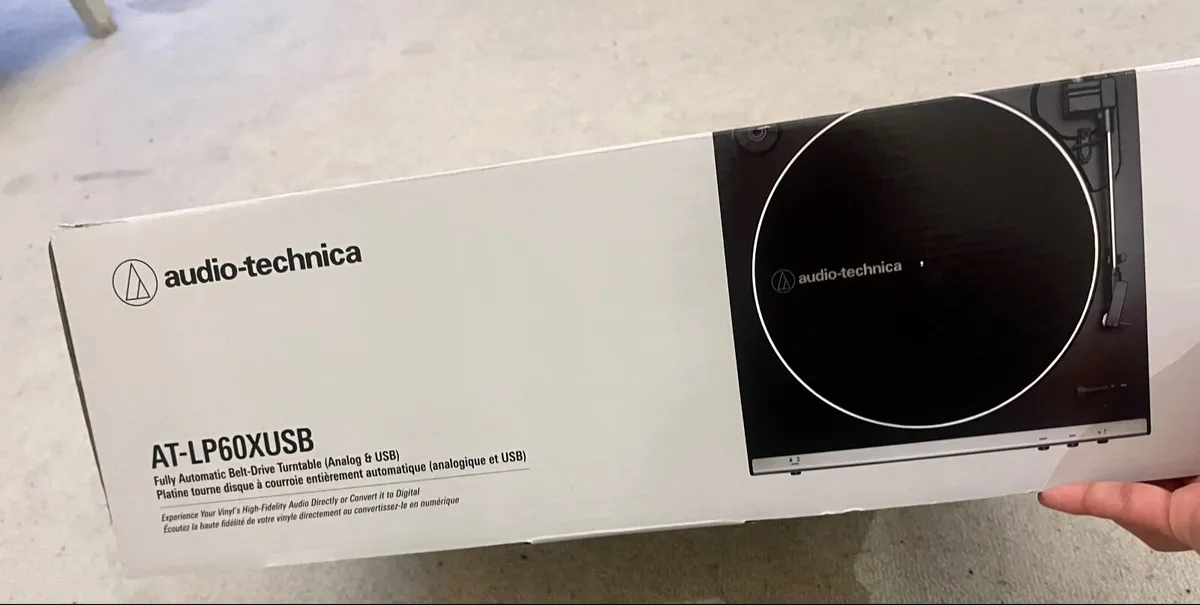 audio-technica
AT-LP60XUSB
Fully Automatic Belt-Drive Turntable (Analog & USB)
Platine tourne disque à courroie entièrement automatique (analogique et USB)
Experience Your Vinyl's High-Fidelity Audio Directly or Convert it to Digital
Écoutez la haute fidélité de votre vinyle directement ou convertissez-le en numérique
audio-technica